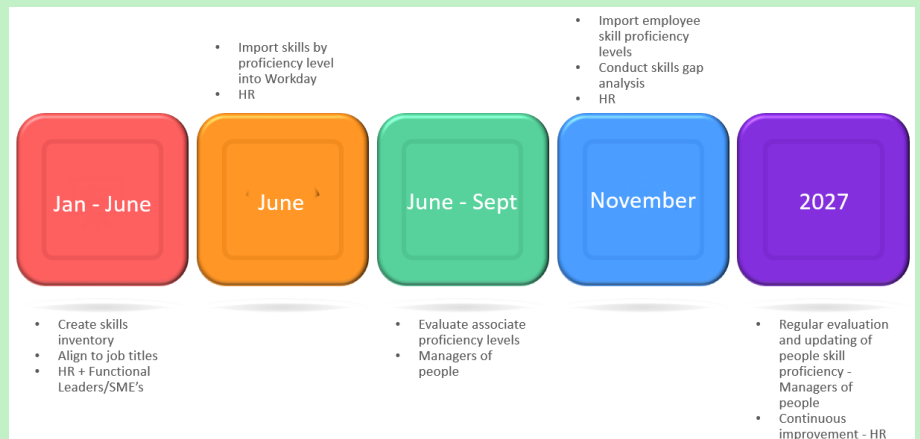 • Import skills by
proficiency level
into Workday
• HR
• Import employee
skill proficiency
levels
• Conduct skills gap
analysis
• HR
Jan - June
June
June - Sept
November
2027
• Create skills
inventory
• Align to job titles
• HR + Functional
Leaders/SME's
• Evaluate associate
proficiency levels
• Managers of
people
• Regular evaluation
and updating of
people skill
proficiency -
Managers of
people
• Continuous
improvement - HR